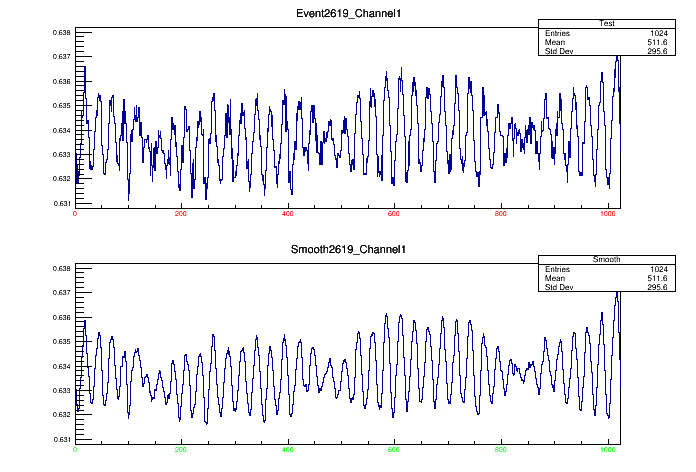 Event2619_Channel1
Test
Entries 1024
Mean 511.6
Std Dev 295.6
0.638
0.637
0.636
0.635
0.634
0.633
0.632
0.631
0 200 400 600 800 1000
Smooth2619_Channel1
Smooth
Entries 1024
Mean 511.6
Std Dev 295.6
0.638
0.637
0.636
0.635
0.634
0.633
0.632
0.631
0 200 400 600 800 1000